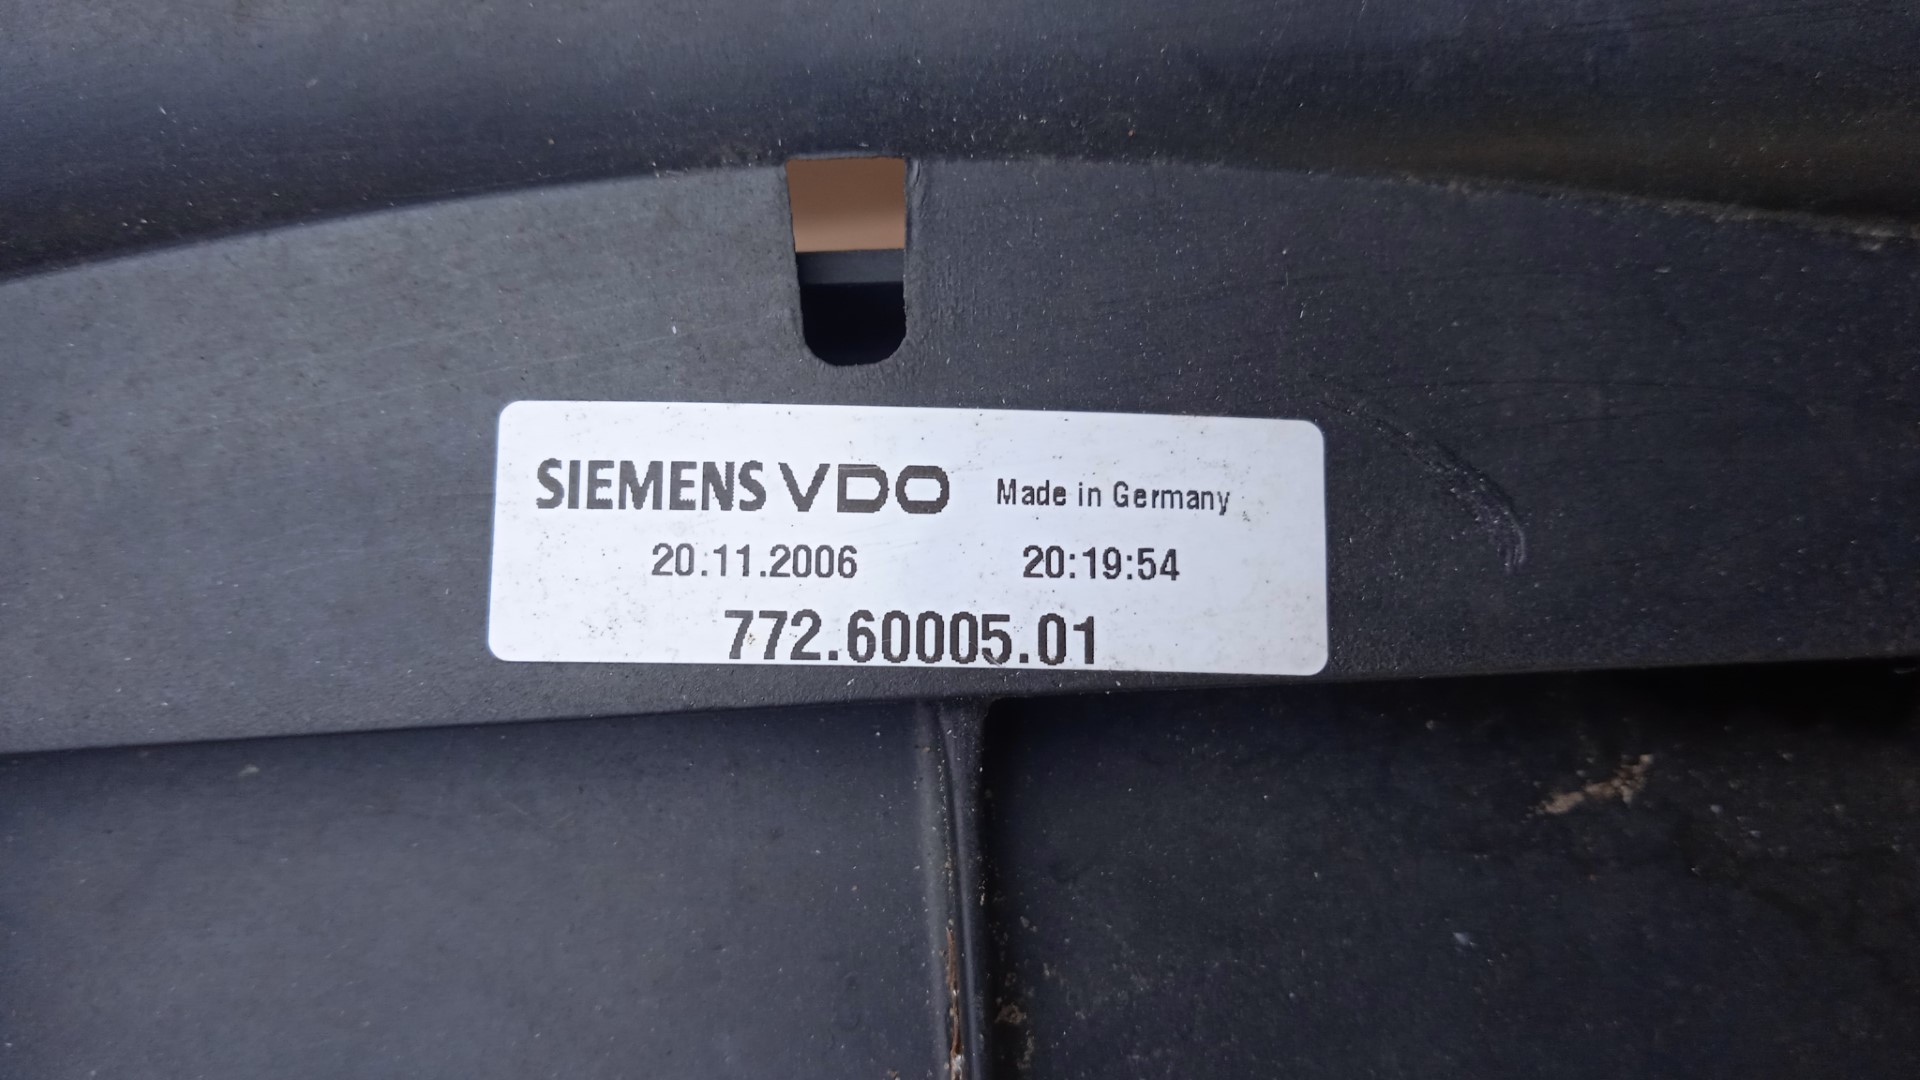 SIEMENS VDO Made in Germany
20.11.2006 20:19:54
772.60005.01